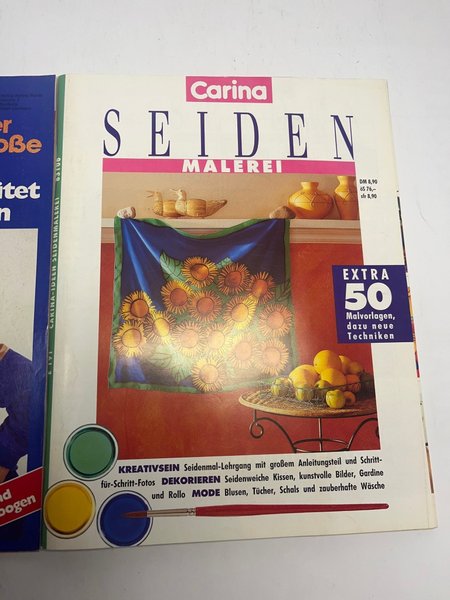 er
oße
itet
n
nd
bogen
CARINA-IDEEN SEIDENMALEREI
Carina
SEIDEN
MALEREI
DM 8,90
öS 76,–
sfr 8,90
EXTRA
50
Malvorlagen,
dazu neue
Techniken
KREATIVSEIN Seidenmal-Lehrgang mit großem Anleitungsteil und Schritt-
für-Schritt-Fotos DEKORIEREN Seidenweiche Kissen, kunstvolle Bilder, Gardine
und Rollo MODE Blusen, Tücher, Schals und zauberhafte Wäsche